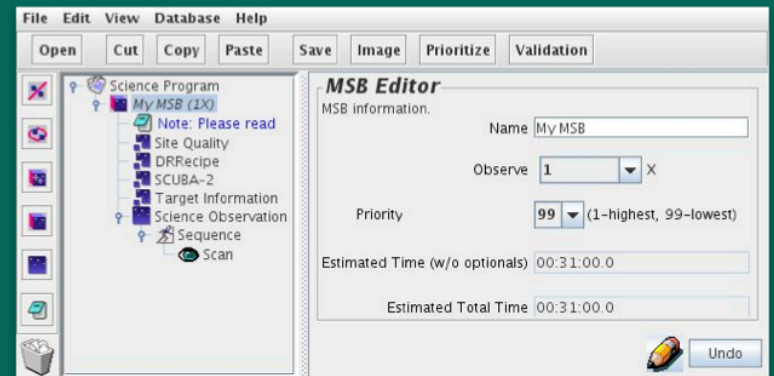 File Edit View Database Help
Open Cut Copy Paste Save Image Prioritize Validation
Science Program
My MSB (1X)
Note: Please read
Site Quality
DRRecipe
SCUBA-2
Target Information
Science Observation
Sequence
Scan
MSB Editor
MSB information.
Name My MSB
Observe 1 X
Priority 99 (1-highest, 99-lowest)
Estimated Time (w/o optionals) 00:31:00.0
Estimated Total Time 00:31:00.0
Undo